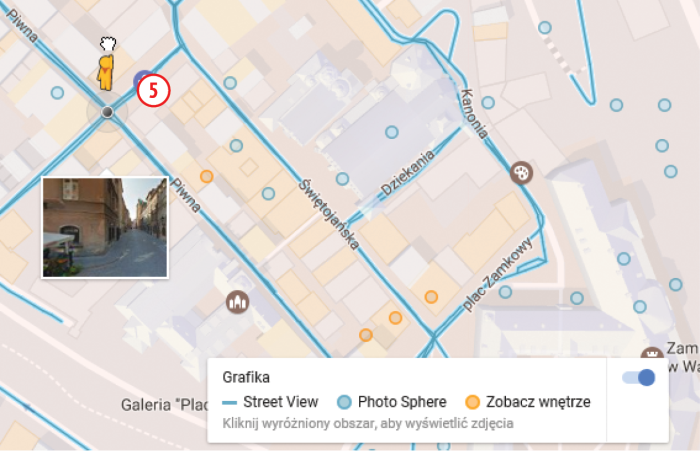 Piwna
5
Kanonia
Dziekania
Piwna
Świętojańska
plac Zamkowy
Zam
w Wa
Galeria "Plac
Grafika
Street View
Photo Sphere
Zobacz wnętrze
Kliknij wyróżniony obszar, aby wyświetlić zdjęcia